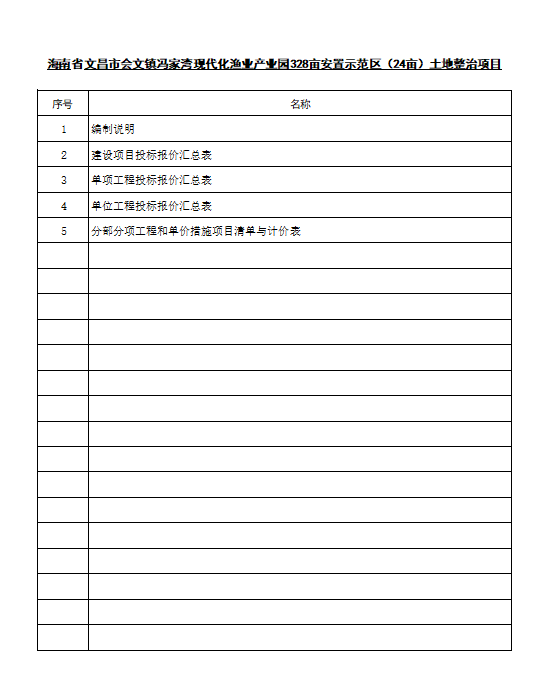 海南省文昌市会文镇冯家湾现代化渔业产业园328亩安置示范区（24亩）土地整治项目
序号 名称
1 编制说明
2 建设项目投标报价汇总表
3 单项工程投标报价汇总表
4 单位工程投标报价汇总表
5 分部分项工程和单价措施项目清单与计价表